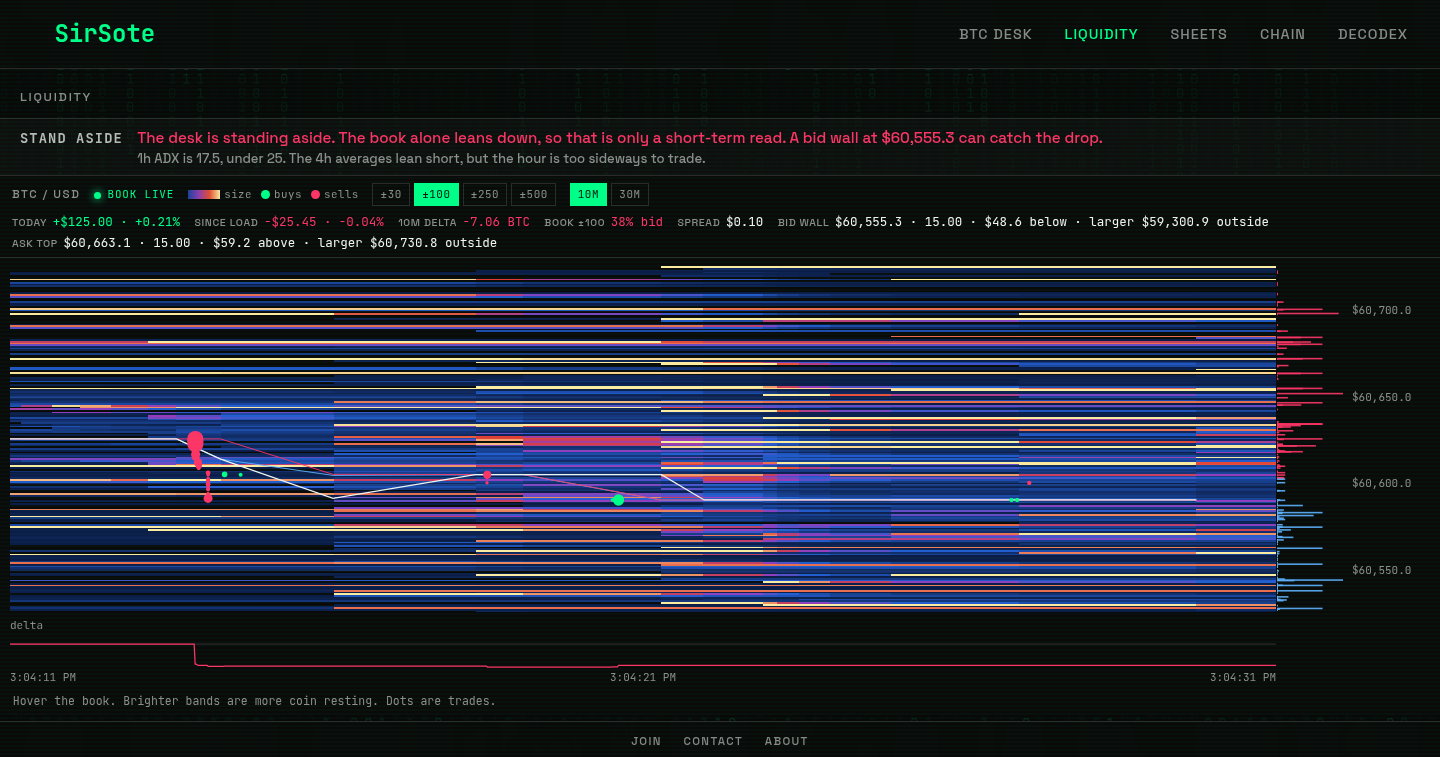 SirSote
BTC DESK LIQUIDITY SHEETS CHAIN DECODEX
LIQUIDITY
STAND ASIDE The desk is standing aside. The book alone leans down, so that is only a short-term read. A bid wall at $60,555.3 can catch the drop.
1h ADX is 17.5, under 25. The 4h averages lean short, but the hour is too sideways to trade.
BTC / USD BOOK LIVE size buys sells ±30 ±100 ±250 ±500 10M 30M
TODAY +$125.00 · +0.21% SINCE LOAD -$25.45 · -0.04% 10M DELTA -7.06 BTC BOOK ±100 38% bid SPREAD $0.10 BID WALL $60,555.3 · 15.00 · $48.6 below · larger $59,300.9 outside
ASK TOP $60,663.1 · 15.00 · $59.2 above · larger $60,730.8 outside
$60,700.0
$60,650.0
$60,600.0
$60,550.0
delta
3:04:11 PM 3:04:21 PM 3:04:31 PM
Hover the book. Brighter bands are more coin resting. Dots are trades.
JOIN CONTACT ABOUT